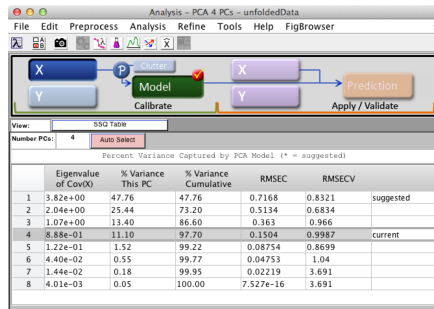 Analysis – PCA 4 PCs – unfoldedData
File Edit Preprocess Analysis Refine Tools Help FigBrowser
X P Clutter X
Model Prediction
Y Y
Calibrate Apply / Validate
View: SSQ Table
Number PCs: 4 Auto Select
Percent Variance Captured by PCA Model (* = suggested)
Eigenvalue % Variance % Variance RMSEC RMSECV
of Cov(X) This PC Cumulative
1 3.82e+00 47.76 47.76 0.7168 0.8321 suggested
2 2.04e+00 25.44 73.20 0.5134 0.6834
3 1.07e+00 13.40 86.60 0.363 0.966
4 8.88e-01 11.10 97.70 0.1504 0.9987 current
5 1.22e-01 1.52 99.22 0.08754 0.8699
6 4.40e-02 0.55 99.77 0.04753 1.04
7 1.44e-02 0.18 99.95 0.02219 3.691
8 4.01e-03 0.05 100.00 7.527e-16 3.691